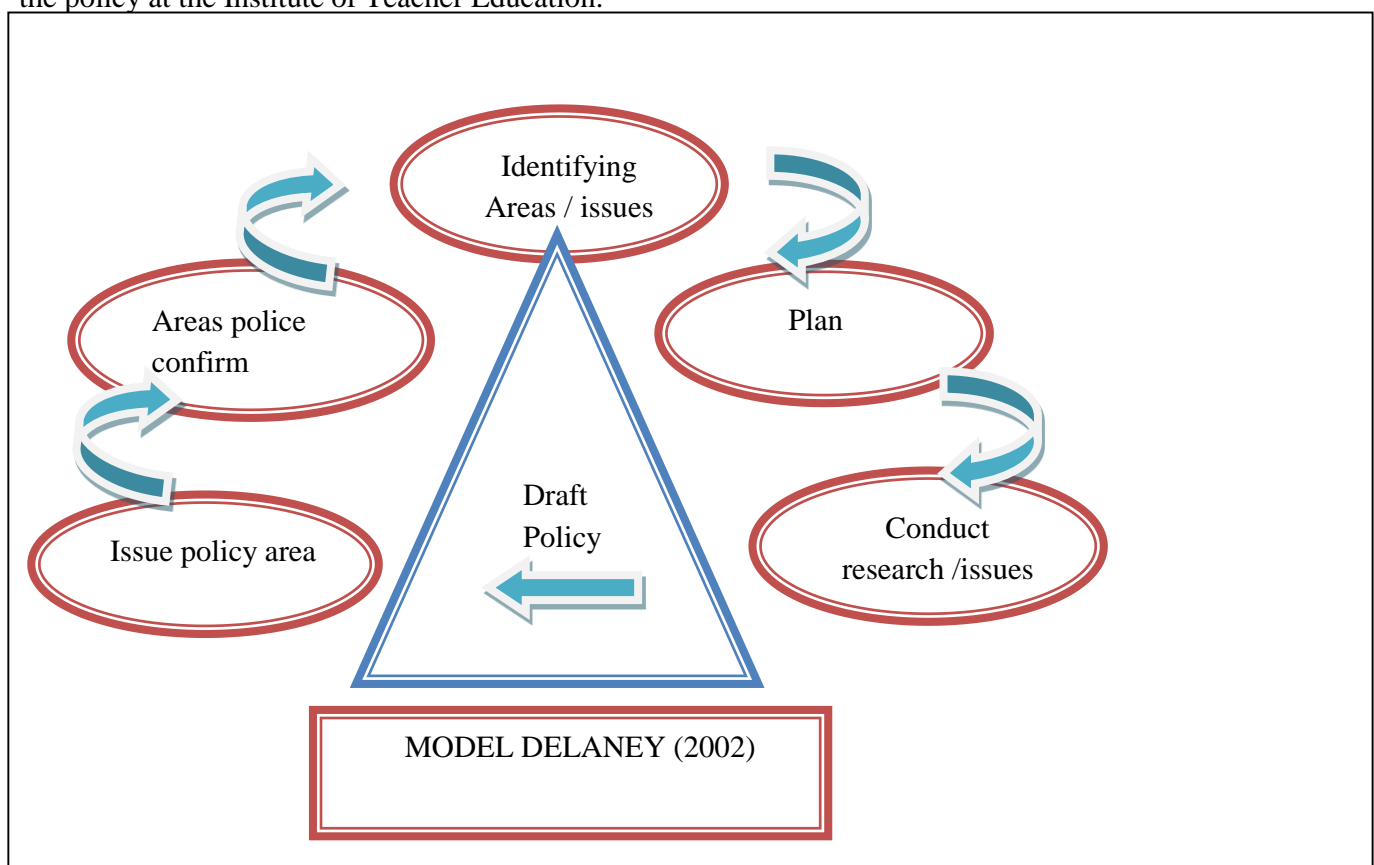 the policy at the Institute of Teacher Education.
Identifying
Areas / issues
Areas police
confirm
Plan
Draft
Policy
Issue policy area
Conduct
research /issues
MODEL DELANEY (2002)